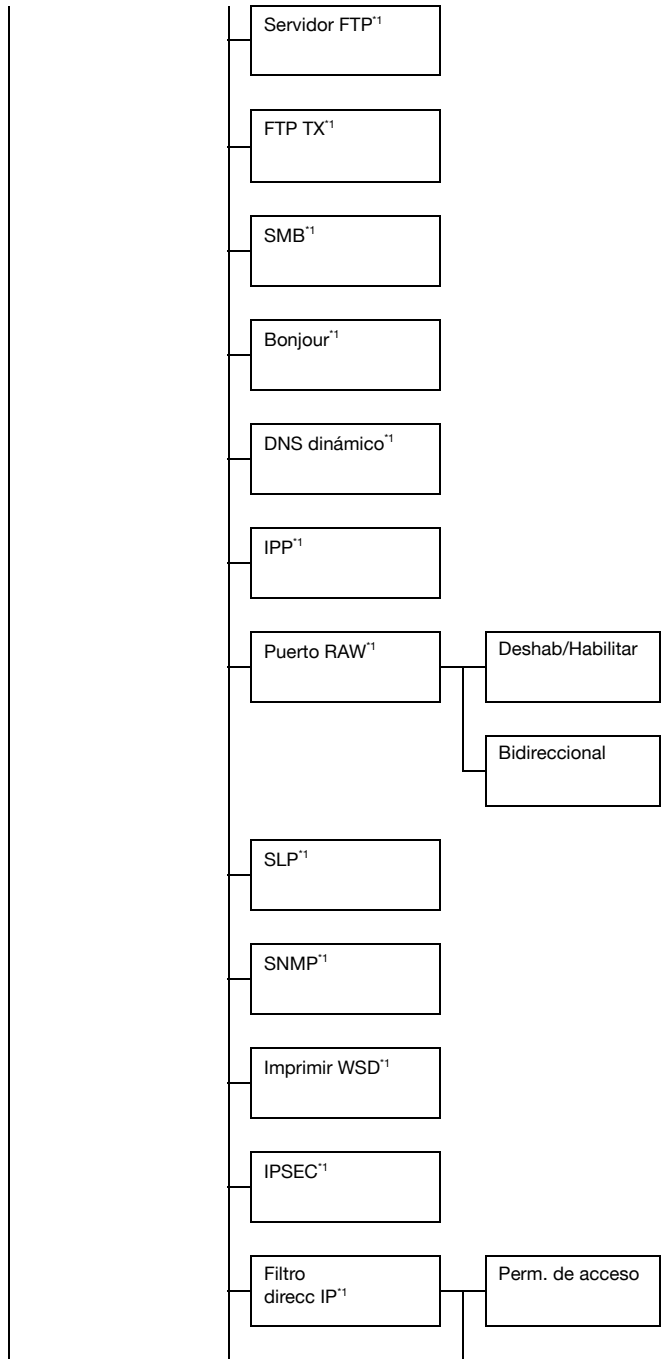 Servidor FTP*1
FTP TX*1
SMB*1
Bonjour*1
DNS dinámico*1
IPP*1
Puerto RAW*1
Deshab/Habilitar
Bidireccional
SLP*1
SNMP*1
Imprimir WSD*1
IPSEC*1
Filtro
direcc IP*1
Perm. de acceso